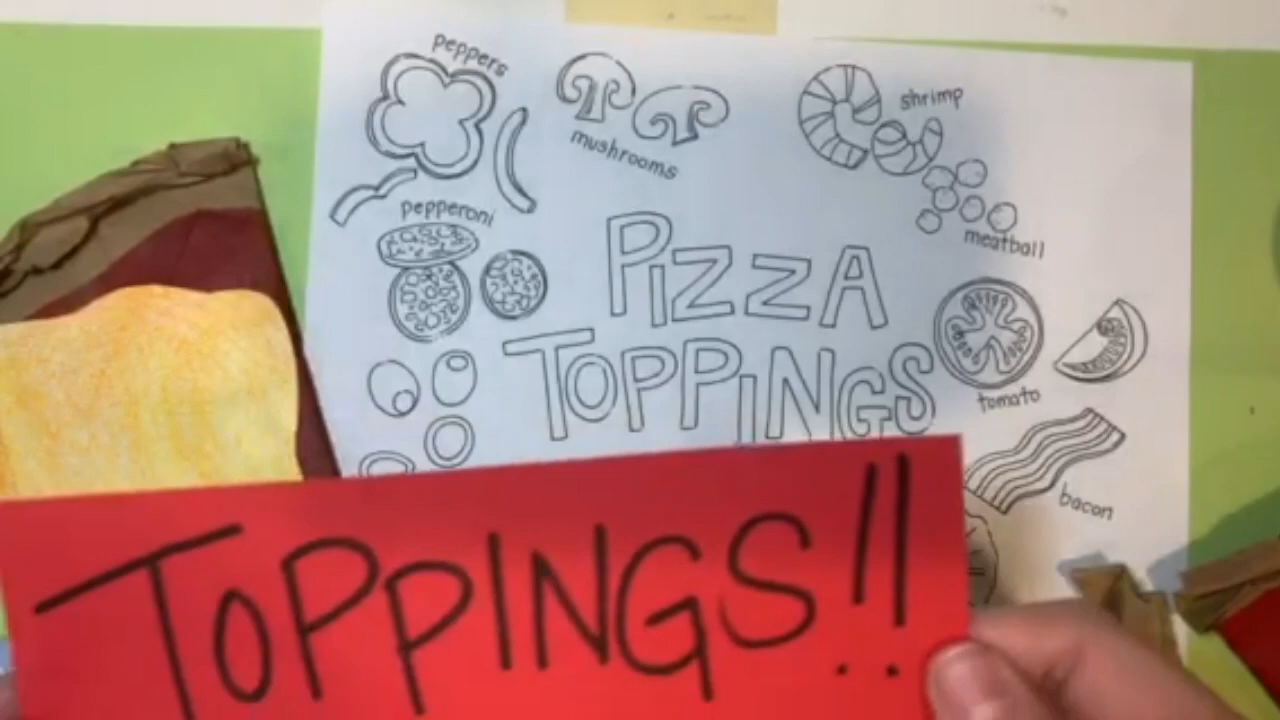 peppers
mushrooms
shrimp
meatball
pepperoni
PIZZA
TOPPINGS
tomato
bacon
TOPPINGS!!